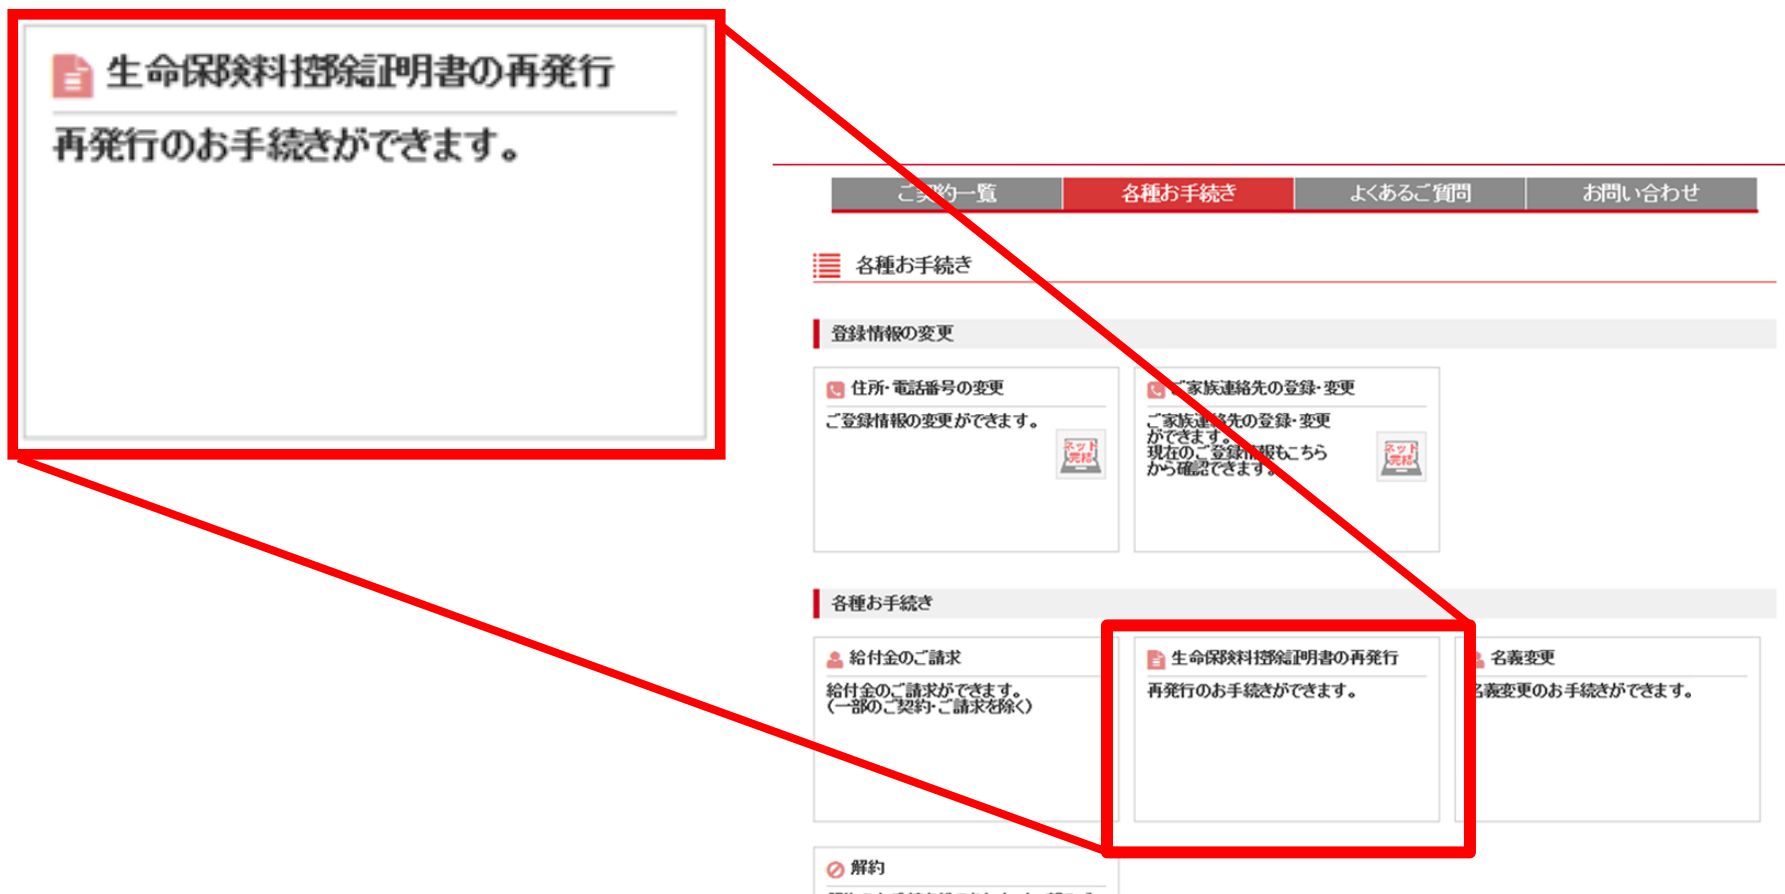 生命保険料控除証明書の再発行
再発行のお手続きができます。
ご契約一覧
各種お手続き
よくあるご質問
お問い合わせ
各種お手続き
登録情報の変更
住所・電話番号の変更
ご登録情報の変更ができます。
ネット
完結
ご家族連絡先の登録・変更
ご家族連絡先の登録・変更
ができます。
現在のご登録情報もこちら
から確認できます。
ネット
完結
各種お手続き
給付金のご請求
給付金のご請求ができます。
（一部のご契約・ご請求を除く）
生命保険料控除証明書の再発行
再発行のお手続きができます。
名義変更
名義変更のお手続きができます。
解約